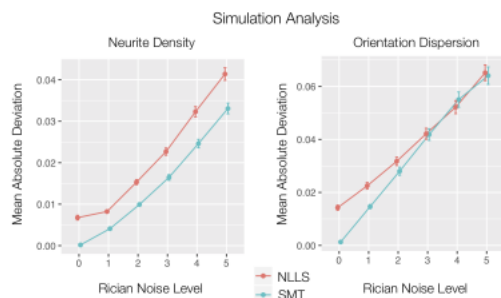 Simulation Analysis
Neurite Density
Orientation Dispersion
Mean Absolute Deviation
0.04
0.03
0.02
0.01
0.00
0 1 2 3 4 5
Rician Noise Level
Mean Absolute Deviation
0.06
0.04
0.02
0.00
0 1 2 3 4 5
Rician Noise Level
NLLS
SMT